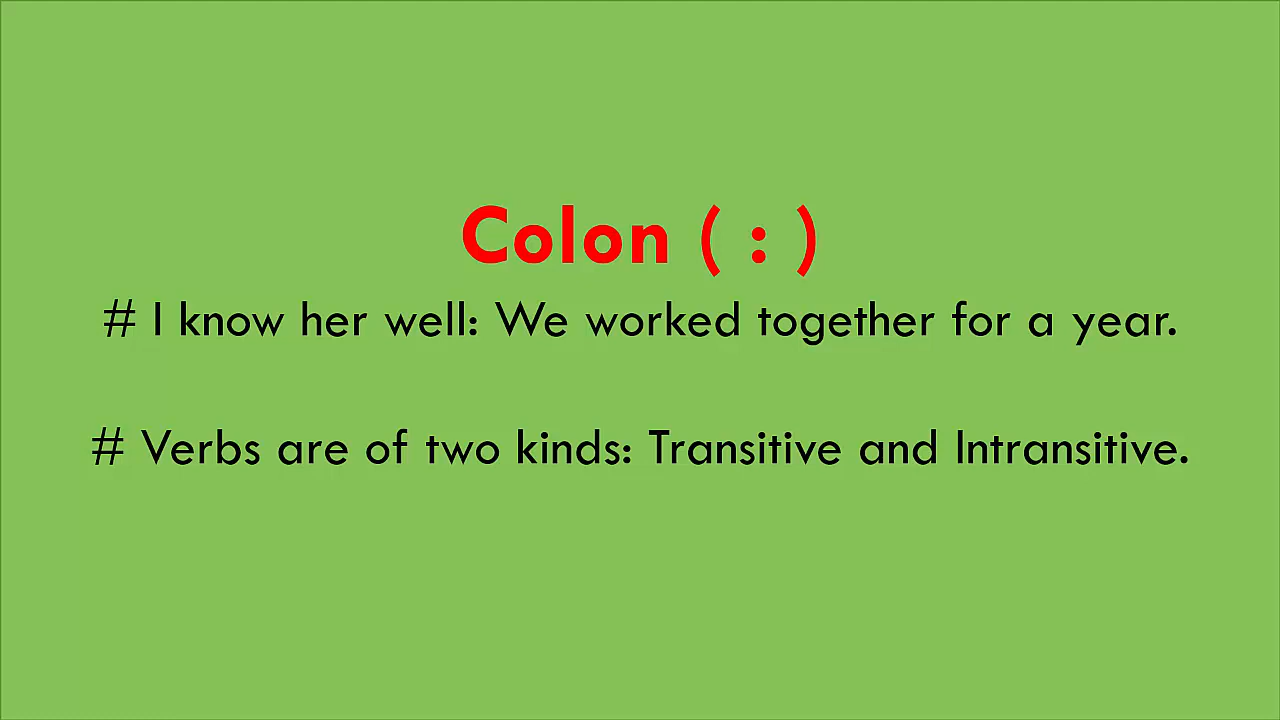 Colon ( : )
# I know her well: We worked together for a year.
# Verbs are of two kinds: Transitive and Intransitive.